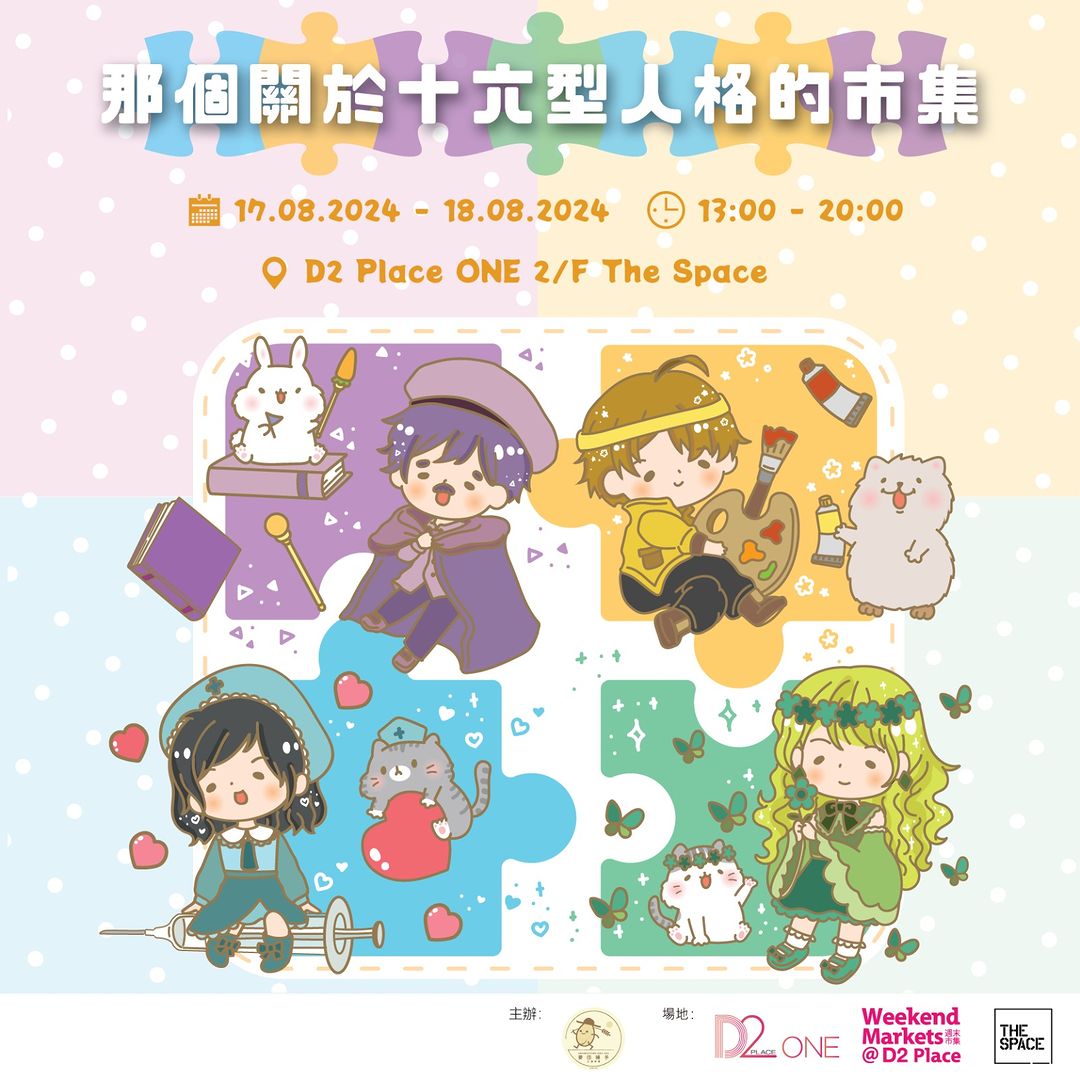 那個關於十六型人格的市集
17.08.2024 - 18.08.2024 13:00 - 20:00
D2 Place ONE 2/F The Space
主辦:
場地:
D2 PLACE ONE
Weekend
Markets 週末市集
@ D2 Place
THE
SPACE